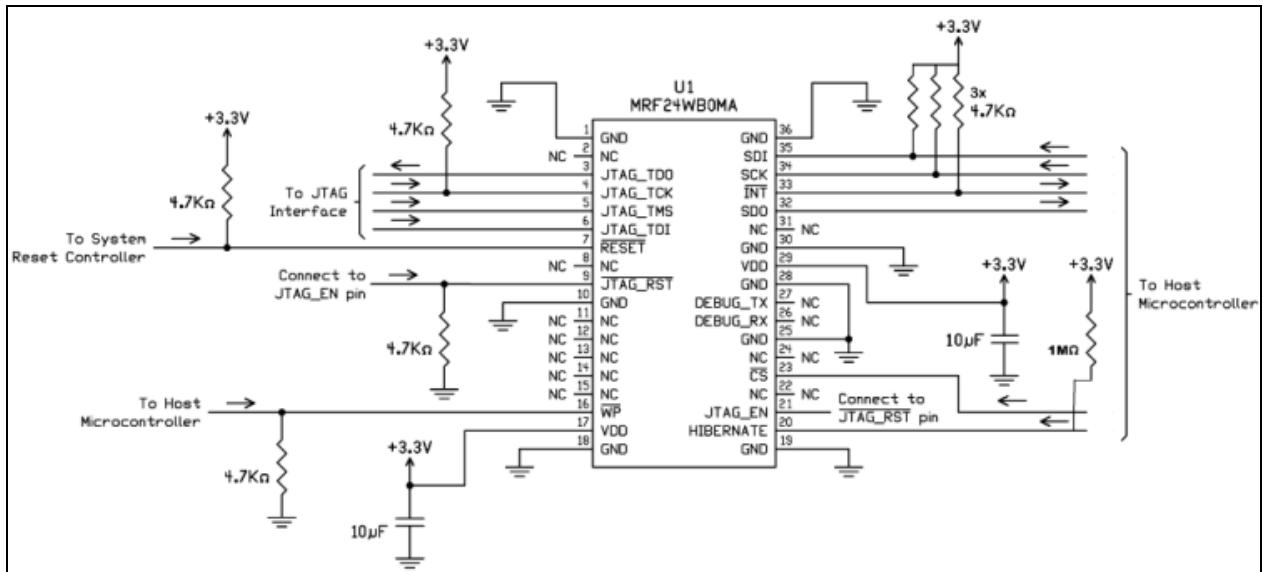 +3.3V
4.7KΩ
+3.3V
4.7KΩ
To JTAG
Interface
To System
Reset Controller
Connect to
JTAG_EN pin
4.7KΩ
To Host
Microcontroller
4.7KΩ
+3.3V
10µF
U1
MRF24WB0MA
1 GND
NC 2 NC
3 JTAG_TDO
4 JTAG_TCK
5 JTAG_TMS
6 JTAG_TDI
7 RESET
NC 8 NC
9 JTAG_RST
10 GND
NC 11 NC
NC 12 NC
NC 13 NC
NC 14 NC
NC 15 NC
16 WP
17 VDD
18 GND
GND 36
SDI 35
SCK 34
INT 33
SDO 32
NC 31 NC
GND 30
VDD 29
GND 28
DEBUG_TX 27 NC
DEBUG_RX 26 NC
GND 25
NC 24 NC
CS 23
NC 22 NC
JTAG_EN 21
HIBERNATE 20
GND 19
+3.3V
3x
4.7KΩ
+3.3V
10µF
+3.3V
1MΩ
Connect to
JTAG_RST pin
To Host
Microcontroller